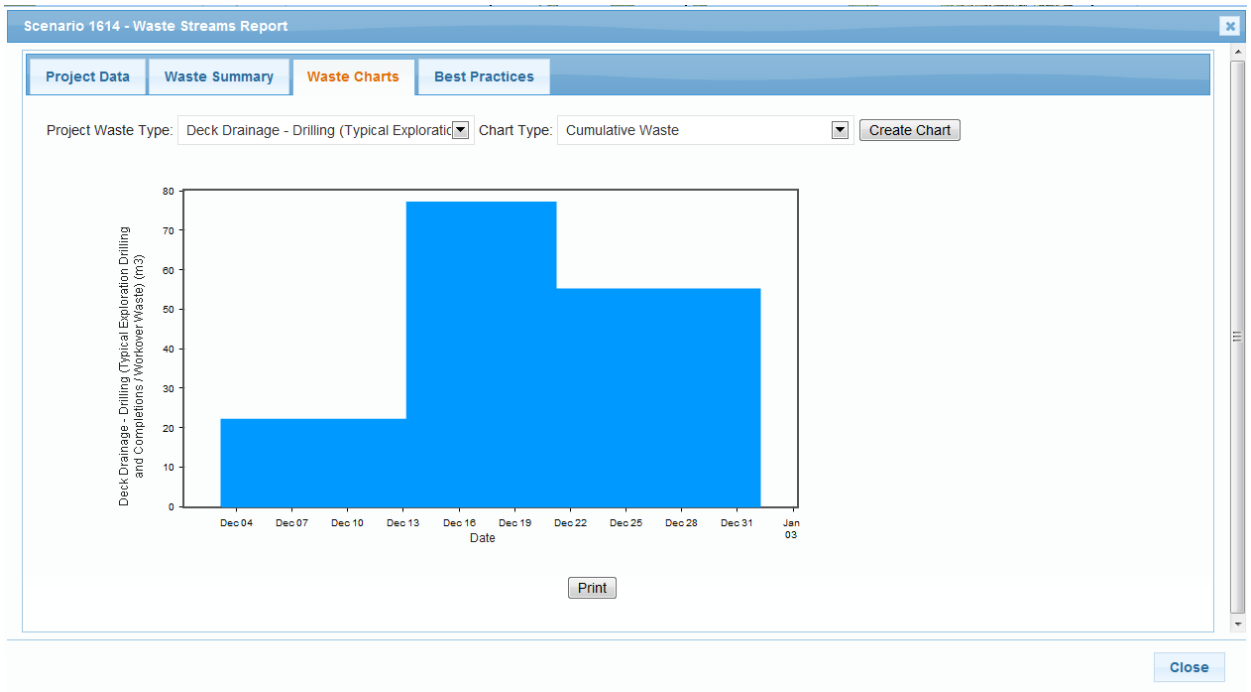 Scenario 1614 - Waste Streams Report
Project Data Waste Summary Waste Charts Best Practices
Project Waste Type: Deck Drainage - Drilling (Typical Exploratic Chart Type: Cumulative Waste Create Chart
Deck Drainage - Drilling (Typical Exploration Drilling
and Completions / Workover Waste) (m3)
80
70
60
50
40
30
20
10
0
Dec 04 Dec 07 Dec 10 Dec 13 Dec 16 Dec 19 Dec 22 Dec 25 Dec 28 Dec 31 Jan
03
Date
Print
Close